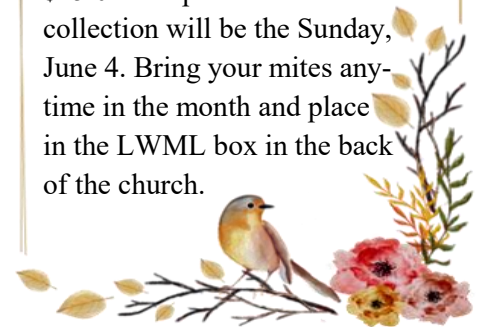 collection will be the Sunday,
June 4. Bring your mites any-
time in the month and place
in the LWML box in the back
of the church.